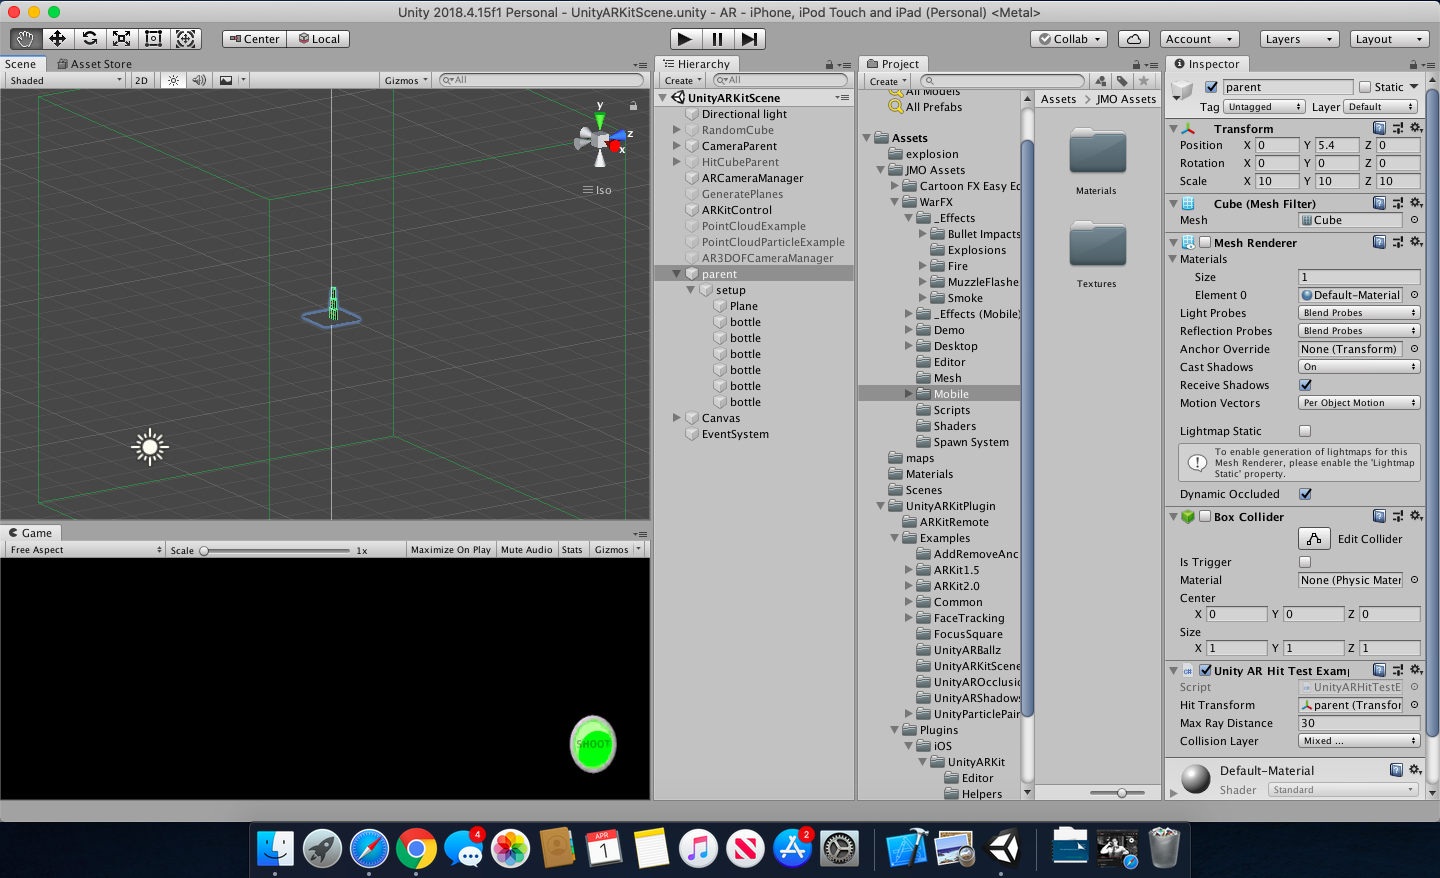 Unity 2018.4.15f1 Personal - UnityARKitScene.unity - AR - iPhone, iPod Touch and iPad (Personal) <Metal>
Center Local
Collab Account Layers Layout
Scene Asset Store
Shaded 2D Gizmos All
y
z
x
Iso
Game
Free Aspect Scale 1x Maximize On Play Mute Audio Stats Gizmos
SHOOT
Hierarchy
Create All
UnityARKitScene
Directional light
RandomCube
CameraParent
HitCubeParent
ARCameraManager
GeneratePlanes
ARKitControl
PointCloudExample
PointCloudParticleExample
AR3DOFCameraManager
parent
setup
Plane
bottle
bottle
bottle
bottle
bottle
bottle
Canvas
EventSystem
Project
Create
All Models
All Prefabs
Assets
explosion
JMO Assets
Cartoon FX Easy Ed
WarFX
_Effects
Bullet Impacts
Explosions
Fire
MuzzleFlashe
Smoke
_Effects (Mobile)
Demo
Desktop
Editor
Mesh
Mobile
Scripts
Shaders
Spawn System
maps
Materials
Scenes
UnityARKitPlugin
ARKitRemote
Examples
AddRemoveAnc
ARKit1.5
ARKit2.0
Common
FaceTracking
FocusSquare
UnityARBallz
UnityARKitScene
UnityAROcclusio
UnityARShadows
UnityParticlePain
Plugins
iOS
UnityARKit
Editor
Helpers
Assets JMO Assets
Materials
Textures
Inspector
parent Static
Tag Untagged Layer Default
Transform
Position X 0 Y 5.4 Z 0
Rotation X 0 Y 0 Z 0
Scale X 10 Y 10 Z 10
Cube (Mesh Filter)
Mesh Cube
Mesh Renderer
Materials
Size 1
Element 0 Default-Material
Light Probes Blend Probes
Reflection Probes Blend Probes
Anchor Override None (Transform)
Cast Shadows On
Receive Shadows
Motion Vectors Per Object Motion
Lightmap Static
To enable generation of lightmaps for this
Mesh Renderer, please enable the 'Lightmap
Static' property.
Dynamic Occluded
Box Collider
Edit Collider
Is Trigger
Material None (Physic Mater
Center
X 0 Y 0 Z 0
Size
X 1 Y 1 Z 1
Unity AR Hit Test Examp
Script UnityARHitTestE
Hit Transform parent (Transfor
Max Ray Distance 30
Collision Layer Mixed ...
Default-Material
Shader Standard
4
APR
1
2